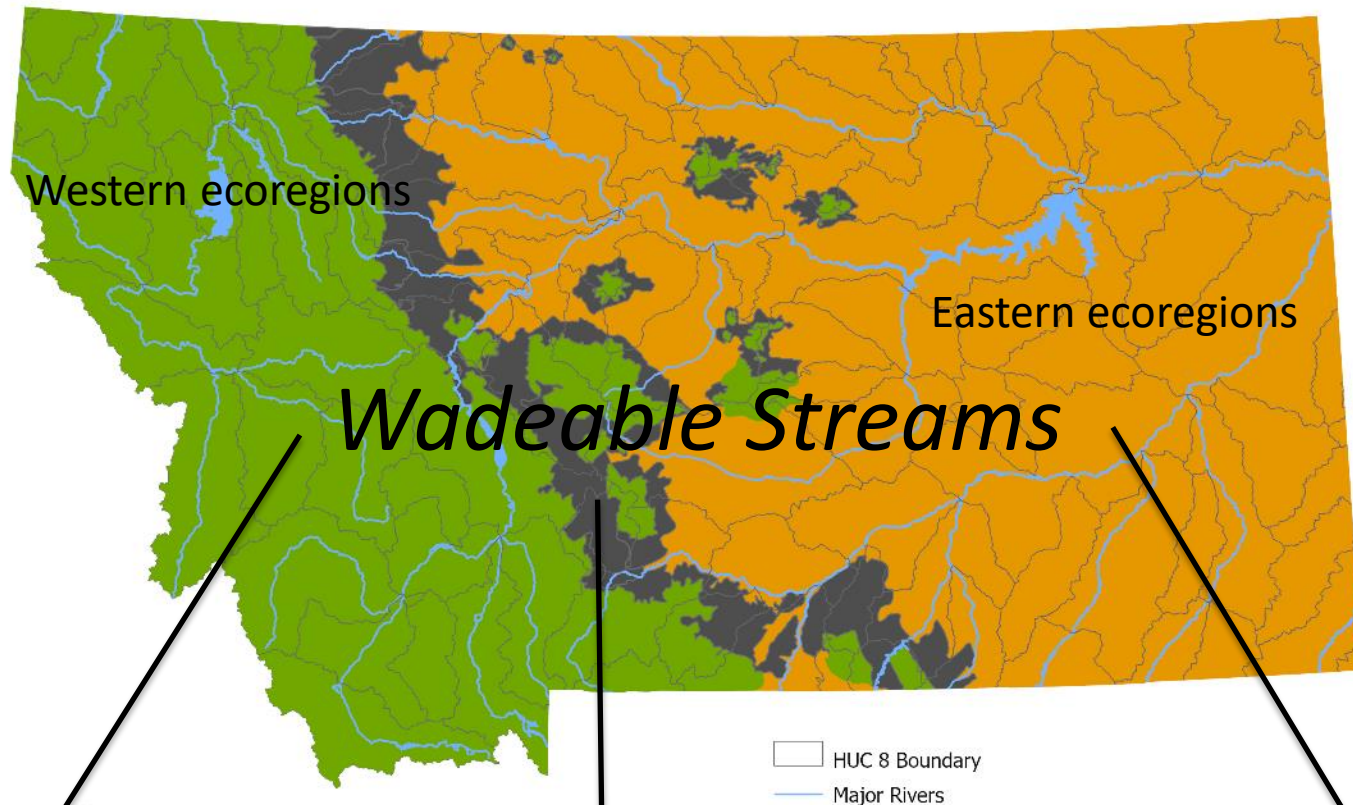 Western ecoregions
Eastern ecoregions
Wadeable Streams
HUC 8 Boundary
Major Rivers